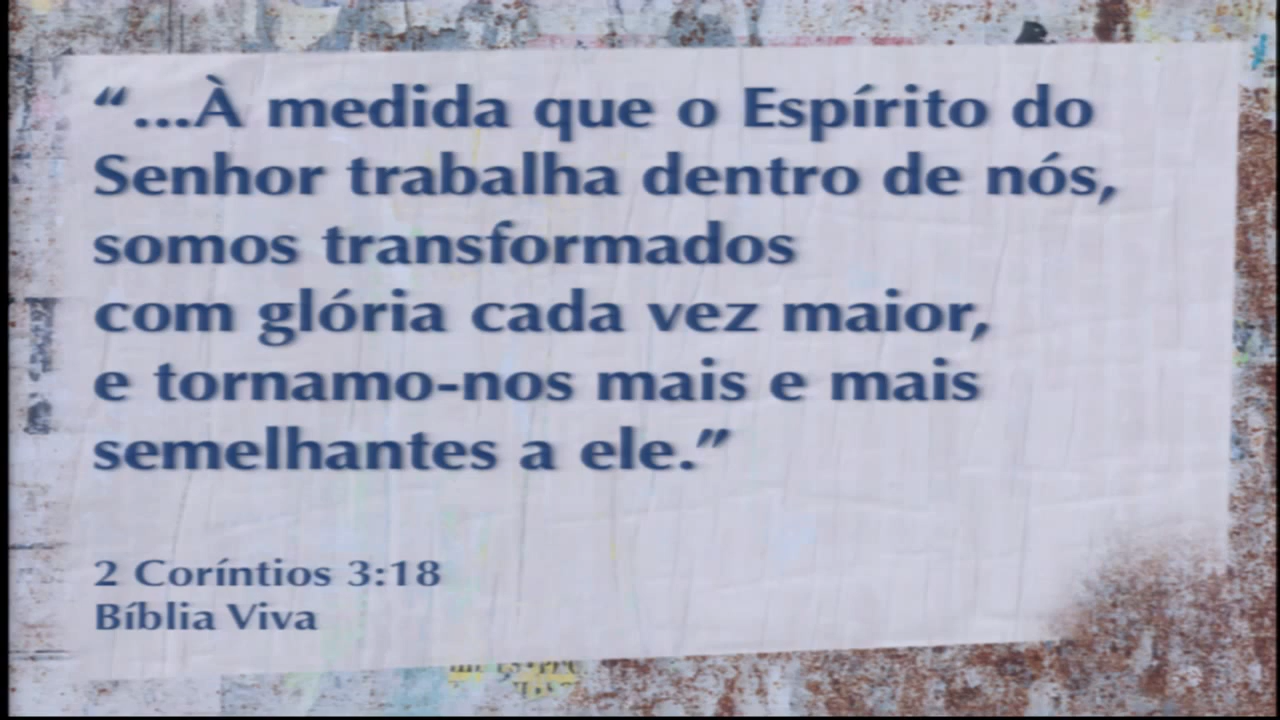 “...À medida que o Espírito do
Senhor trabalha dentro de nós,
somos transformados
com glória cada vez maior,
e tornamo-nos mais e mais
semelhantes a ele.”
2 Coríntios 3:18
Bíblia Viva